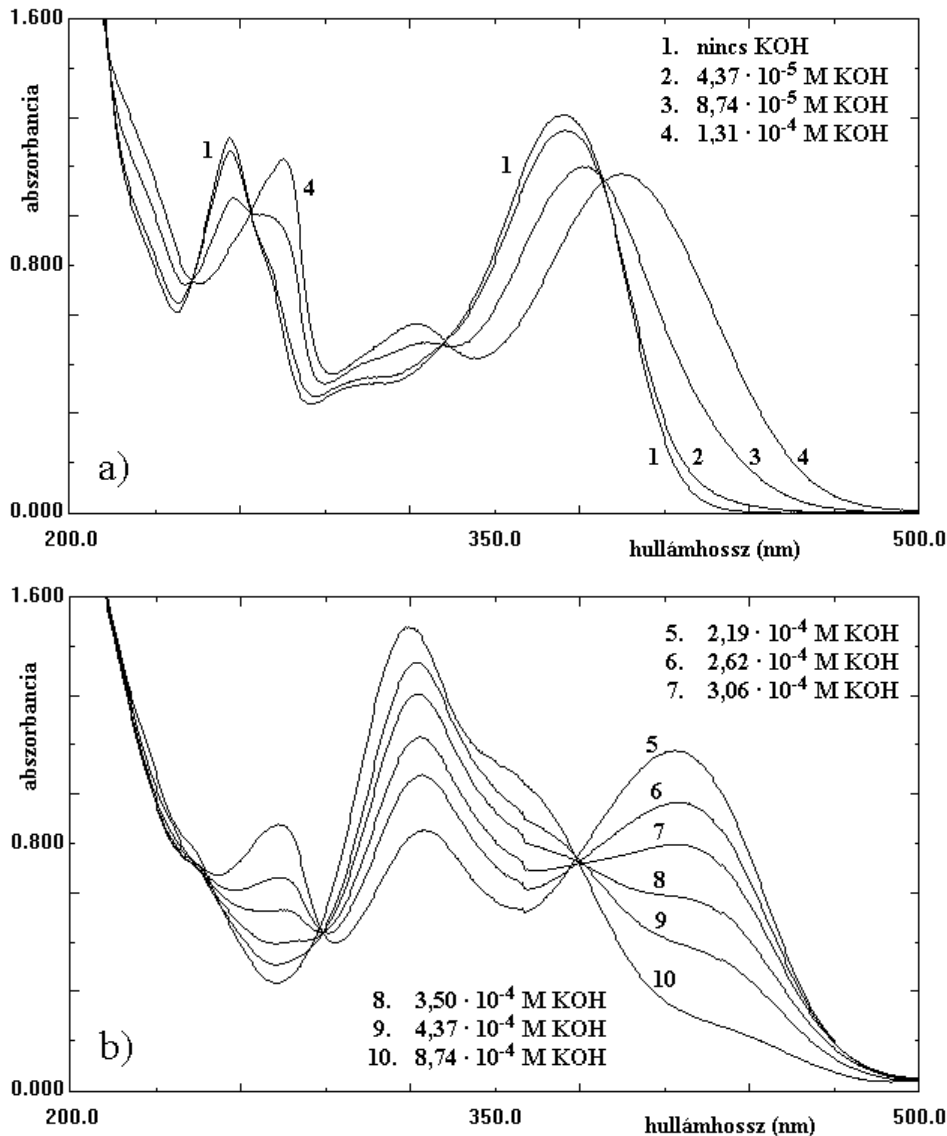 1.600
abszorbancia
0.800
0.000
1. nincs KOH
2. 4,37 · 10⁻⁵ M KOH
3. 8,74 · 10⁻⁵ M KOH
4. 1,31 · 10⁻⁴ M KOH
1
4
1
1
2
3
4
a)
200.0
350.0
hullámhossz (nm)
500.0
1.600
abszorbancia
0.800
0.000
5. 2,19 · 10⁻⁴ M KOH
6. 2,62 · 10⁻⁴ M KOH
7. 3,06 · 10⁻⁴ M KOH
5
6
7
8
9
10
8. 3,50 · 10⁻⁴ M KOH
9. 4,37 · 10⁻⁴ M KOH
10. 8,74 · 10⁻⁴ M KOH
b)
200.0
350.0
hullámhossz (nm)
500.0